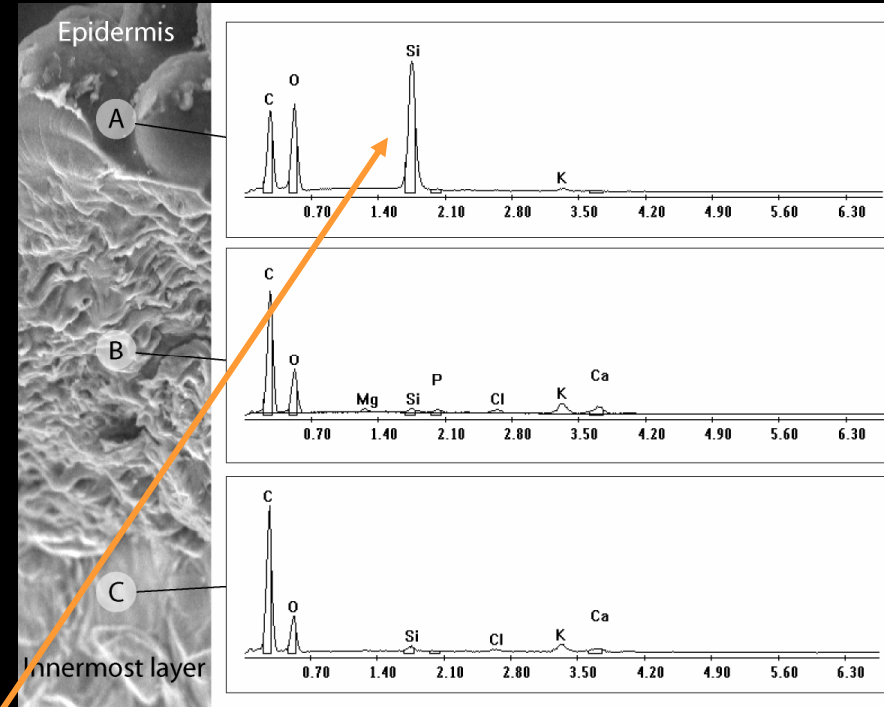 Epidermis
A
C O Si K
0.70 1.40 2.10 2.80 3.50 4.20 4.90 5.60 6.30
B
C O Mg Si P Cl K Ca
0.70 1.40 2.10 2.80 3.50 4.20 4.90 5.60 6.30
C
C O Si Cl K Ca
0.70 1.40 2.10 2.80 3.50 4.20 4.90 5.60 6.30
Innermost layer